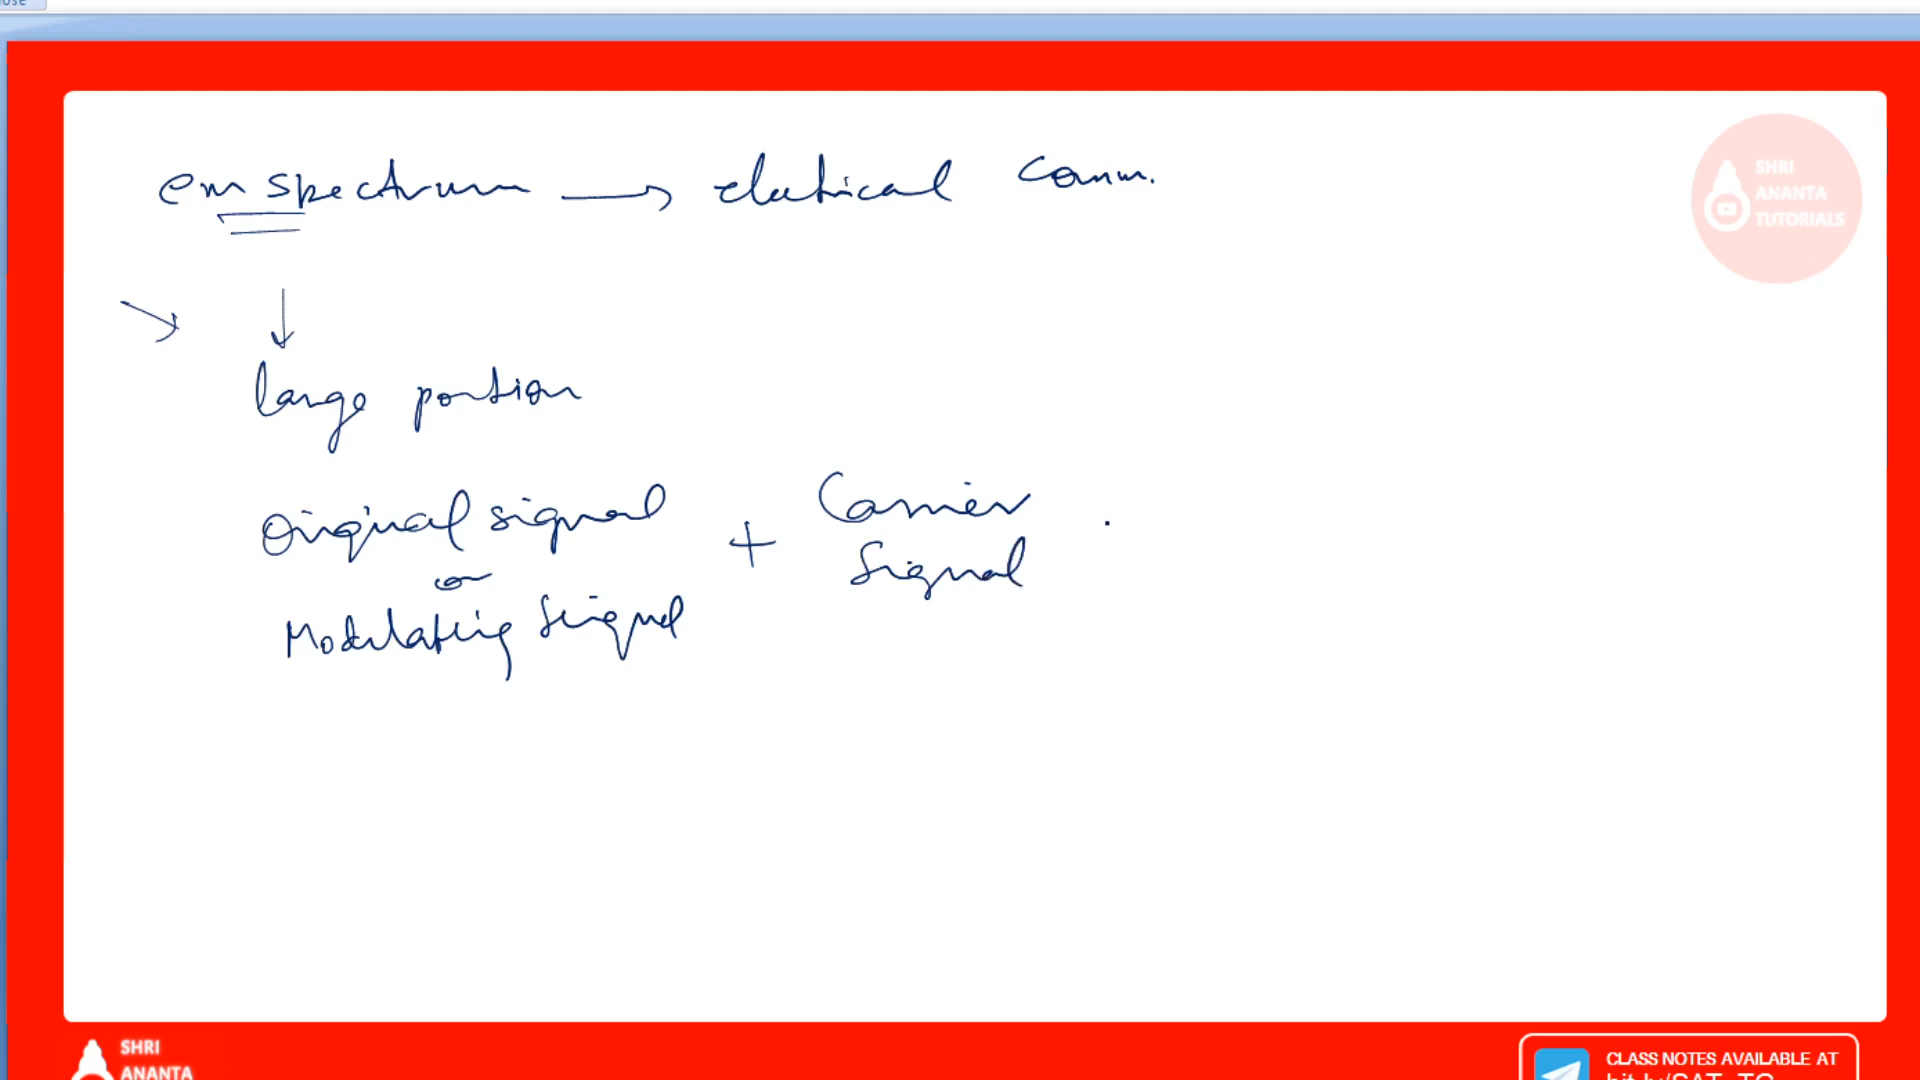 em spectrum → electrical comm.
SHRI
ANANTA
TUTORIALS
↓
large portion
Original signal + Carrier
Signal
or
Modulating Signal
SHRI
ANANTA
CLASS NOTES AVAILABLE AT